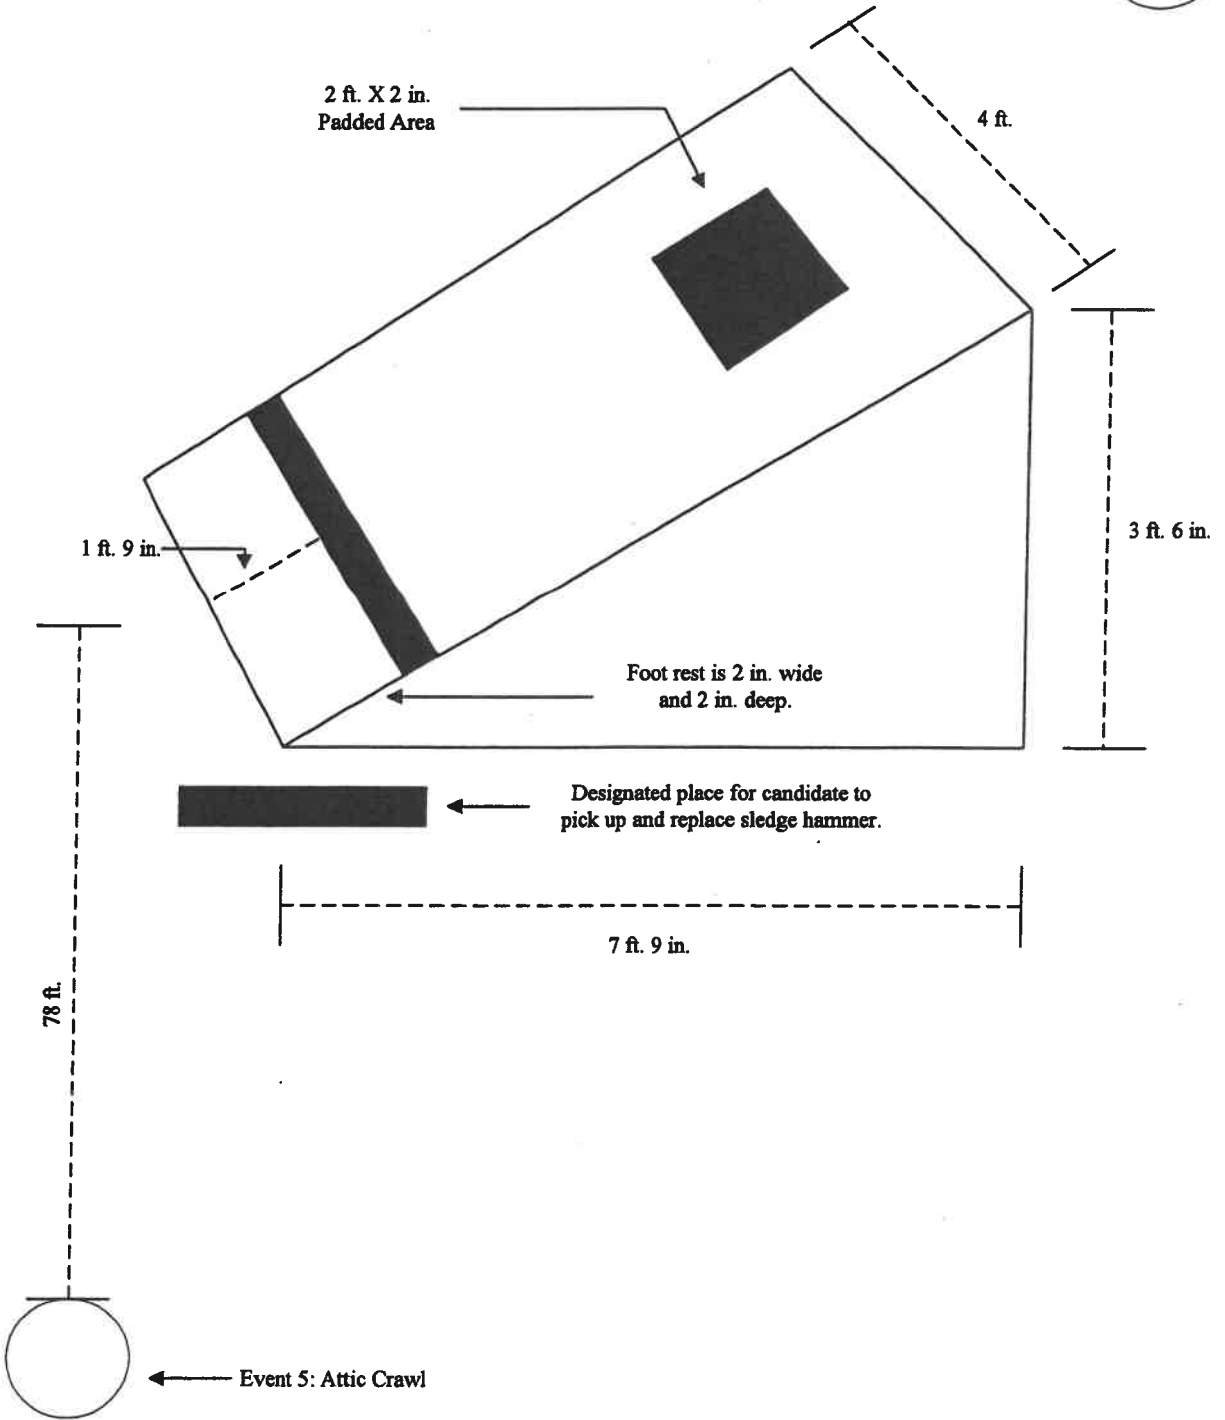 2 ft. X 2 in.
Padded Area
4 ft.
1 ft. 9 in.
3 ft. 6 in.
Foot rest is 2 in. wide
and 2 in. deep.
Designated place for candidate to
pick up and replace sledge hammer.
7 ft. 9 in.
78 ft.
Event 5: Attic Crawl